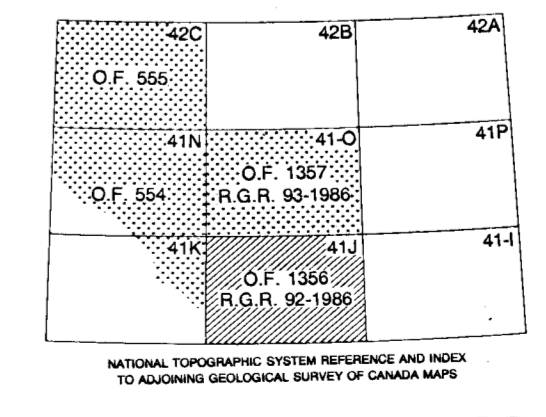 42C
42B
42A
O.F. 555
41N
41-O
41P
O.F. 1357
R.G.R. 93-1986
O.F. 554
41K
41J
41-I
O.F. 1356
R.G.R. 92-1986
NATIONAL TOPOGRAPHIC SYSTEM REFERENCE AND INDEX
TO ADJOINING GEOLOGICAL SURVEY OF CANADA MAPS